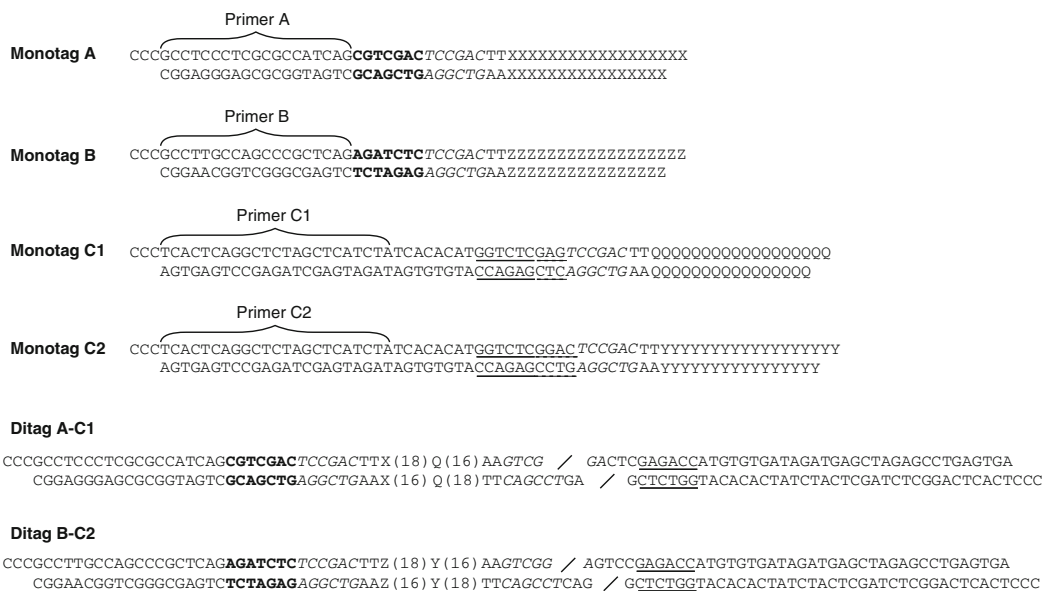 Primer A
Monotag A CCCGCCTCCCTCGCGCCATCAGCGTCGACTCCGACTTXXXXXXXXXXXXXXXXXX
CGGAGGGAGCGCGGTAGTCGCAGCTGAGGCTGAAXXXXXXXXXXXXXXXX
Primer B
Monotag B CCCGCCTTGCCAGCCCGCTCAGAGATCTCTCCGACTTZZZZZZZZZZZZZZZZZZ
CGGAACGGTCGGGCGAGTCTCTAGAGAGGCTGAAZZZZZZZZZZZZZZZZ
Primer C1
Monotag C1 CCCTCACTCAGGCTCTAGCTCATCTATCACACATGGTCTCGAGTCCGACTTQQQQQQQQQQQQQQQQQQ
AGTGAGTCCGAGATCGAGTAGATAGTGTGTACCAGAGCTCAGGCTGAAQQQQQQQQQQQQQQQQ
Primer C2
Monotag C2 CCCTCACTCAGGCTCTAGCTCATCTATCACACATGGTCTCGGACTCCGACTTYYYYYYYYYYYYYYYYYY
AGTGAGTCCGAGATCGAGTAGATAGTGTGTACCAGAGCCTGAGGCTGAAYYYYYYYYYYYYYYYY
Ditag A-C1
CCCGCCTCCCTCGCGCCATCAGCGTCGACTCCGACTTX(18)Q(16)AAGTCG / GACTCGAGACCATGTGTGATAGATGAGCTAGAGCCTGAGTGA
CGGAGGGAGCGCGGTAGTCGCAGCTGAGGCTGAAX(16)Q(18)TTCAGCCTGA / GCTCTGGTACACACTATCTACTCGATCTCGGACTCACTCCC
Ditag B-C2
CCCGCCTTGCCAGCCCGCTCAGAGATCTCTCCGACTTZ(18)Y(16)AAGTCGG / AGTCCGAGACCATGTGTGATAGATGAGCTAGAGCCTGAGTGA
CGGAACGGTCGGGCGAGTCTCTAGAGAGGCTGAAZ(16)Y(18)TTCAGCCTCAG / GCTCTGGTACACACTATCTACTCGATCTCGGACTCACTCCC